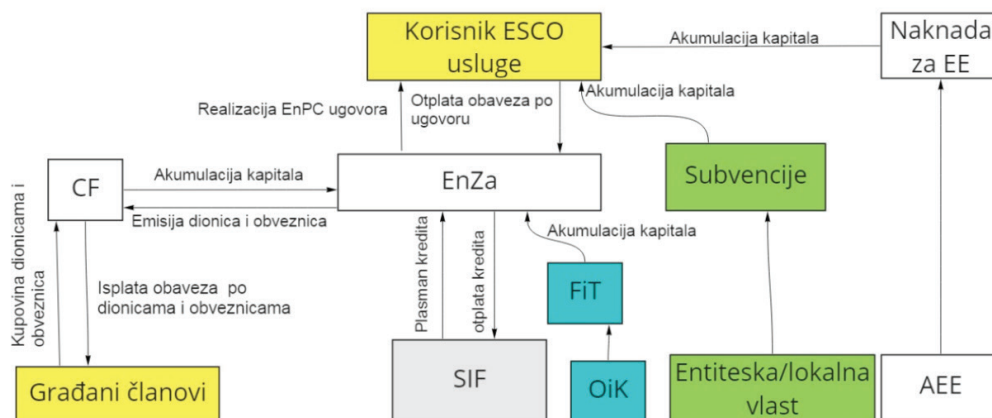 Korisnik ESCO
usluge
Akumulacija kapitala
Naknada
za EE
Realizacija EnPC ugovora
Otplata obaveza po
ugovoru
Akumulacija kapitala
CF
Akumulacija kapitala
Emisija dionica i obveznica
EnZa
Subvencije
Kupovina dionicama i
obveznica
Isplata obaveza po
dionicama i obveznicama
Plasman kredita
otplata kredita
Akumulacija kapitala
FiT
Građani članovi
SIF
OiK
Entiteska/lokalna
vlast
AEE